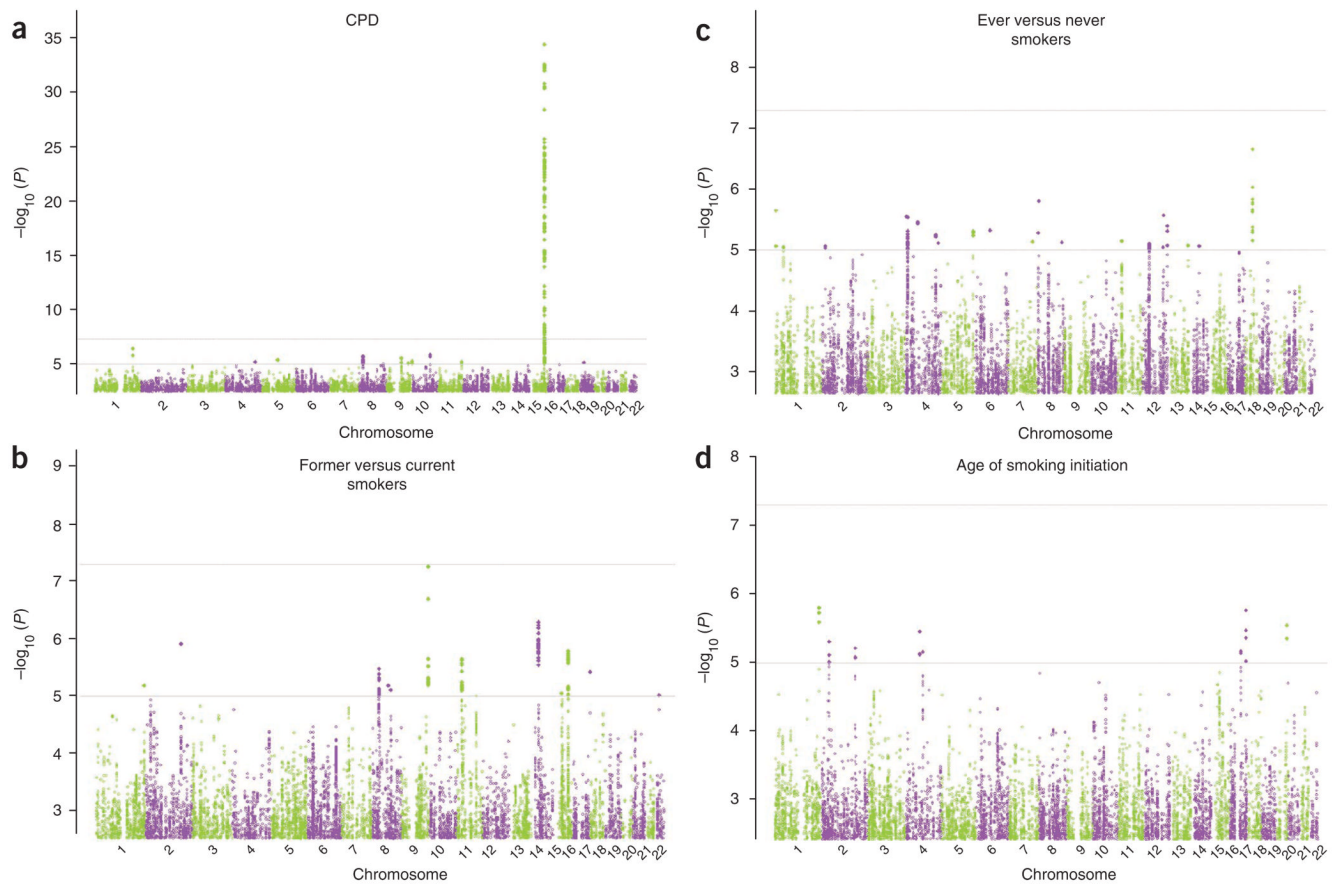 a
CPD
35
30
25
20
15
10
5
–log10 (P)
1 2 3 4 5 6 7 8 9 10 11 12 13 14 15 16 17 18 19 20 21 22
Chromosome
b
Former versus current
smokers
9
8
7
6
5
4
3
–log10 (P)
1 2 3 4 5 6 7 8 9 10 11 12 13 14 16 17 18 19 20 21 22
Chromosome
c
Ever versus never
smokers
8
7
6
5
4
3
–log10 (P)
1 2 3 4 5 6 7 8 9 10 11 12 13 14 15 16 17 18 19 20 21 22
Chromosome
d
Age of smoking initiation
8
7
6
5
4
3
–log10 (P)
1 2 3 4 5 6 7 8 9 10 11 12 13 14 15 16 17 18 19 20 21 22
Chromosome